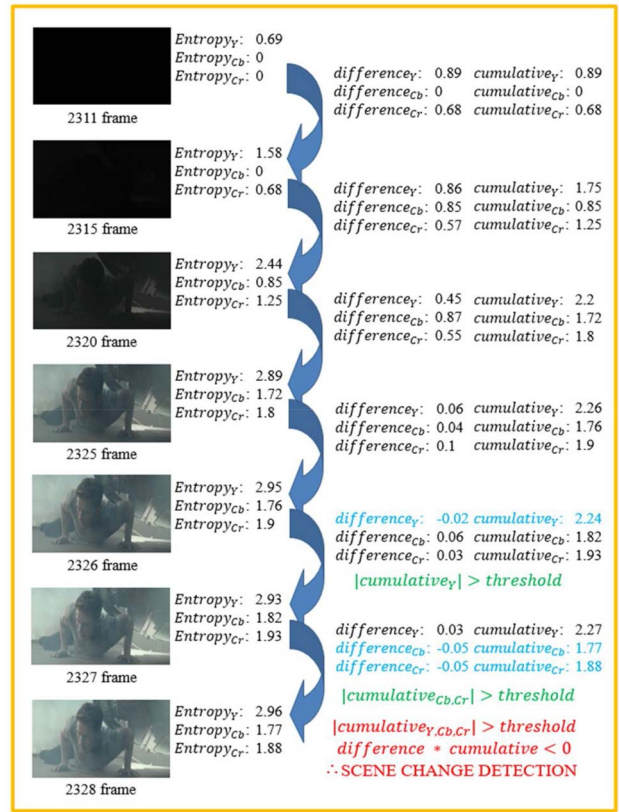 Entropy_Y: 0.69
Entropy_Cb: 0
Entropy_Cr: 0
2311 frame
difference_Y: 0.89 cumulative_Y: 0.89
difference_Cb: 0 cumulative_Cb: 0
difference_Cr: 0.68 cumulative_Cr: 0.68
Entropy_Y: 1.58
Entropy_Cb: 0
Entropy_Cr: 0.68
2315 frame
difference_Y: 0.86 cumulative_Y: 1.75
difference_Cb: 0.85 cumulative_Cb: 0.85
difference_Cr: 0.57 cumulative_Cr: 1.25
Entropy_Y: 2.44
Entropy_Cb: 0.85
Entropy_Cr: 1.25
2320 frame
difference_Y: 0.45 cumulative_Y: 2.2
difference_Cb: 0.87 cumulative_Cb: 1.72
difference_Cr: 0.55 cumulative_Cr: 1.8
Entropy_Y: 2.89
Entropy_Cb: 1.72
Entropy_Cr: 1.8
2325 frame
difference_Y: 0.06 cumulative_Y: 2.26
difference_Cb: 0.04 cumulative_Cb: 1.76
difference_Cr: 0.1 cumulative_Cr: 1.9
Entropy_Y: 2.95
Entropy_Cb: 1.76
Entropy_Cr: 1.9
2326 frame
difference_Y: -0.02 cumulative_Y: 2.24
difference_Cb: 0.06 cumulative_Cb: 1.82
difference_Cr: 0.03 cumulative_Cr: 1.93
|cumulative_Y| > threshold
Entropy_Y: 2.93
Entropy_Cb: 1.82
Entropy_Cr: 1.93
2327 frame
difference_Y: 0.03 cumulative_Y: 2.27
difference_Cb: -0.05 cumulative_Cb: 1.77
difference_Cr: -0.05 cumulative_Cr: 1.88
|cumulative_Cb,Cr| > threshold
Entropy_Y: 2.96
Entropy_Cb: 1.77
Entropy_Cr: 1.88
2328 frame
|cumulative_Y,Cb,Cr| > threshold
difference * cumulative < 0
∴ SCENE CHANGE DETECTION